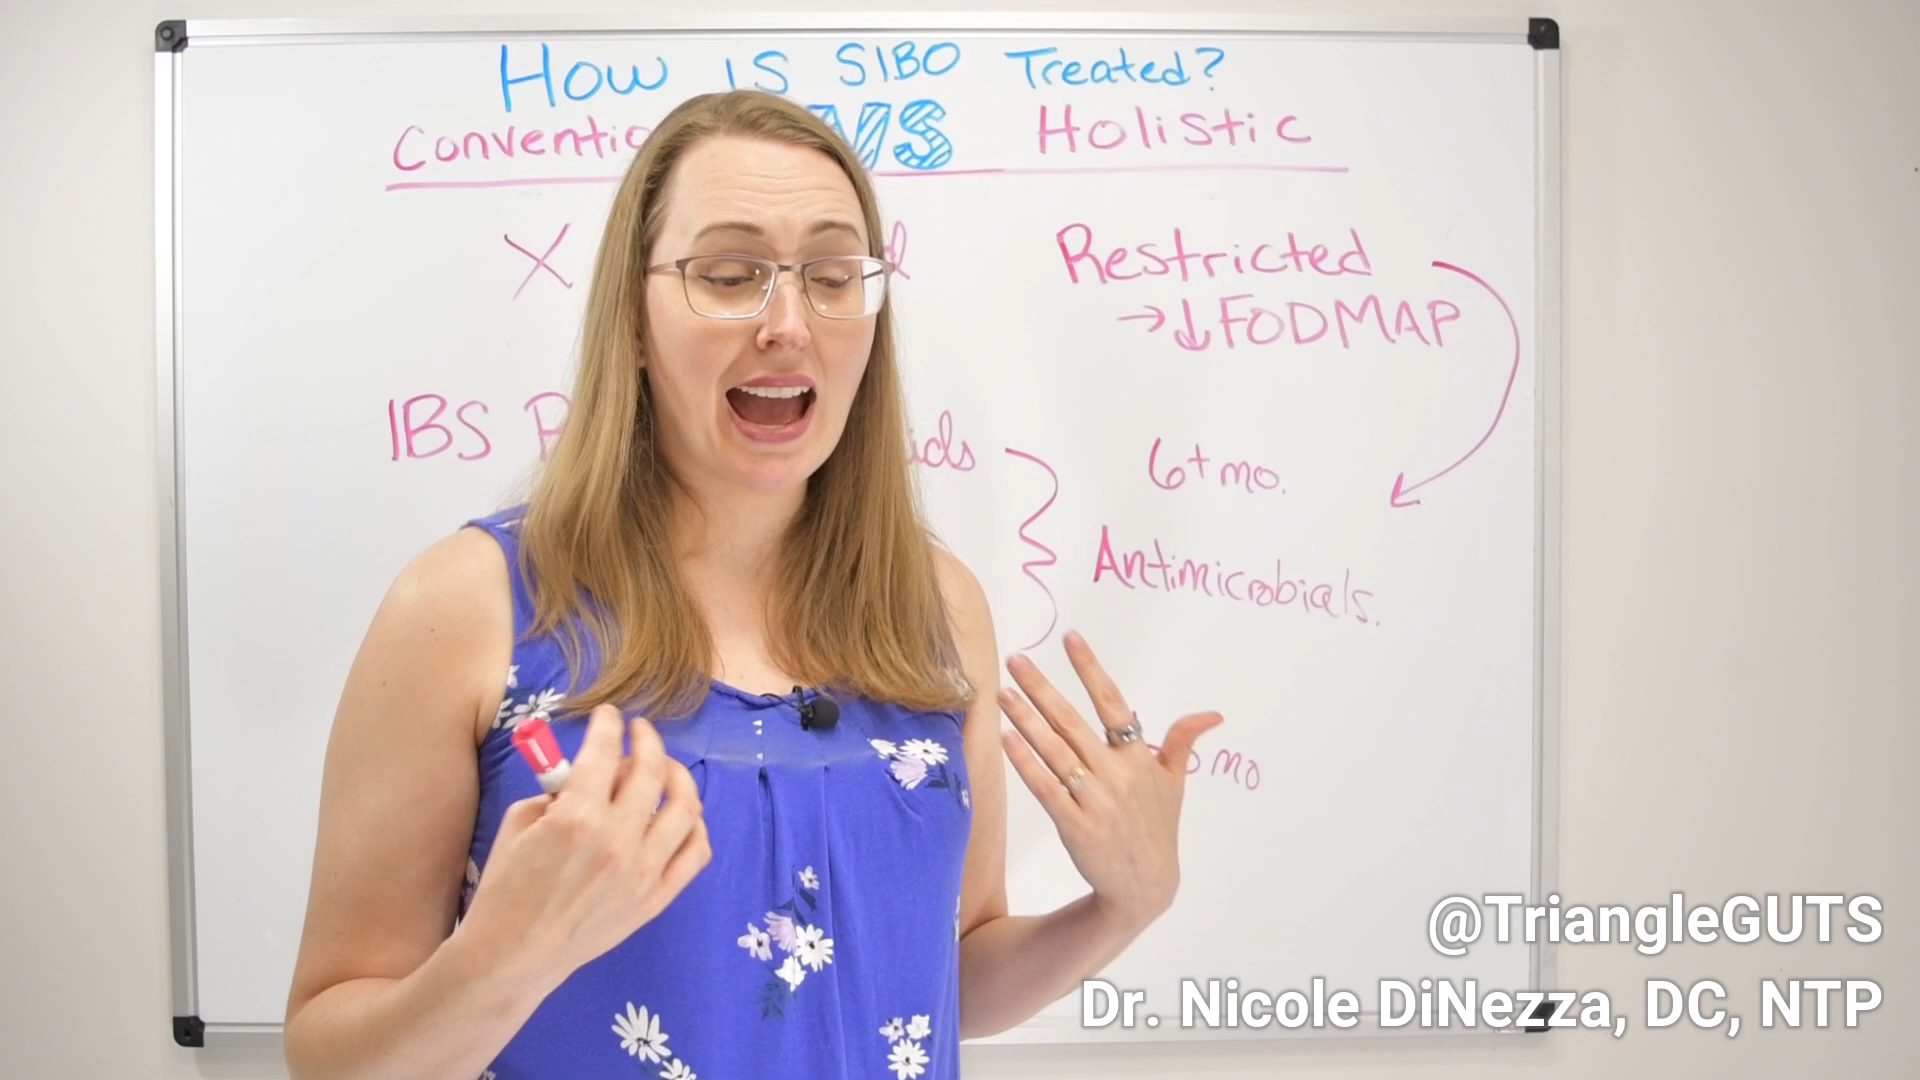 How is SIBO Treated?
VS Holistic
X Restricted
→↓FODMAP
IBS
6+ mo.
Antimicrobials.
mo
@TriangleGUTS
Dr. Nicole DiNezza, DC, NTP